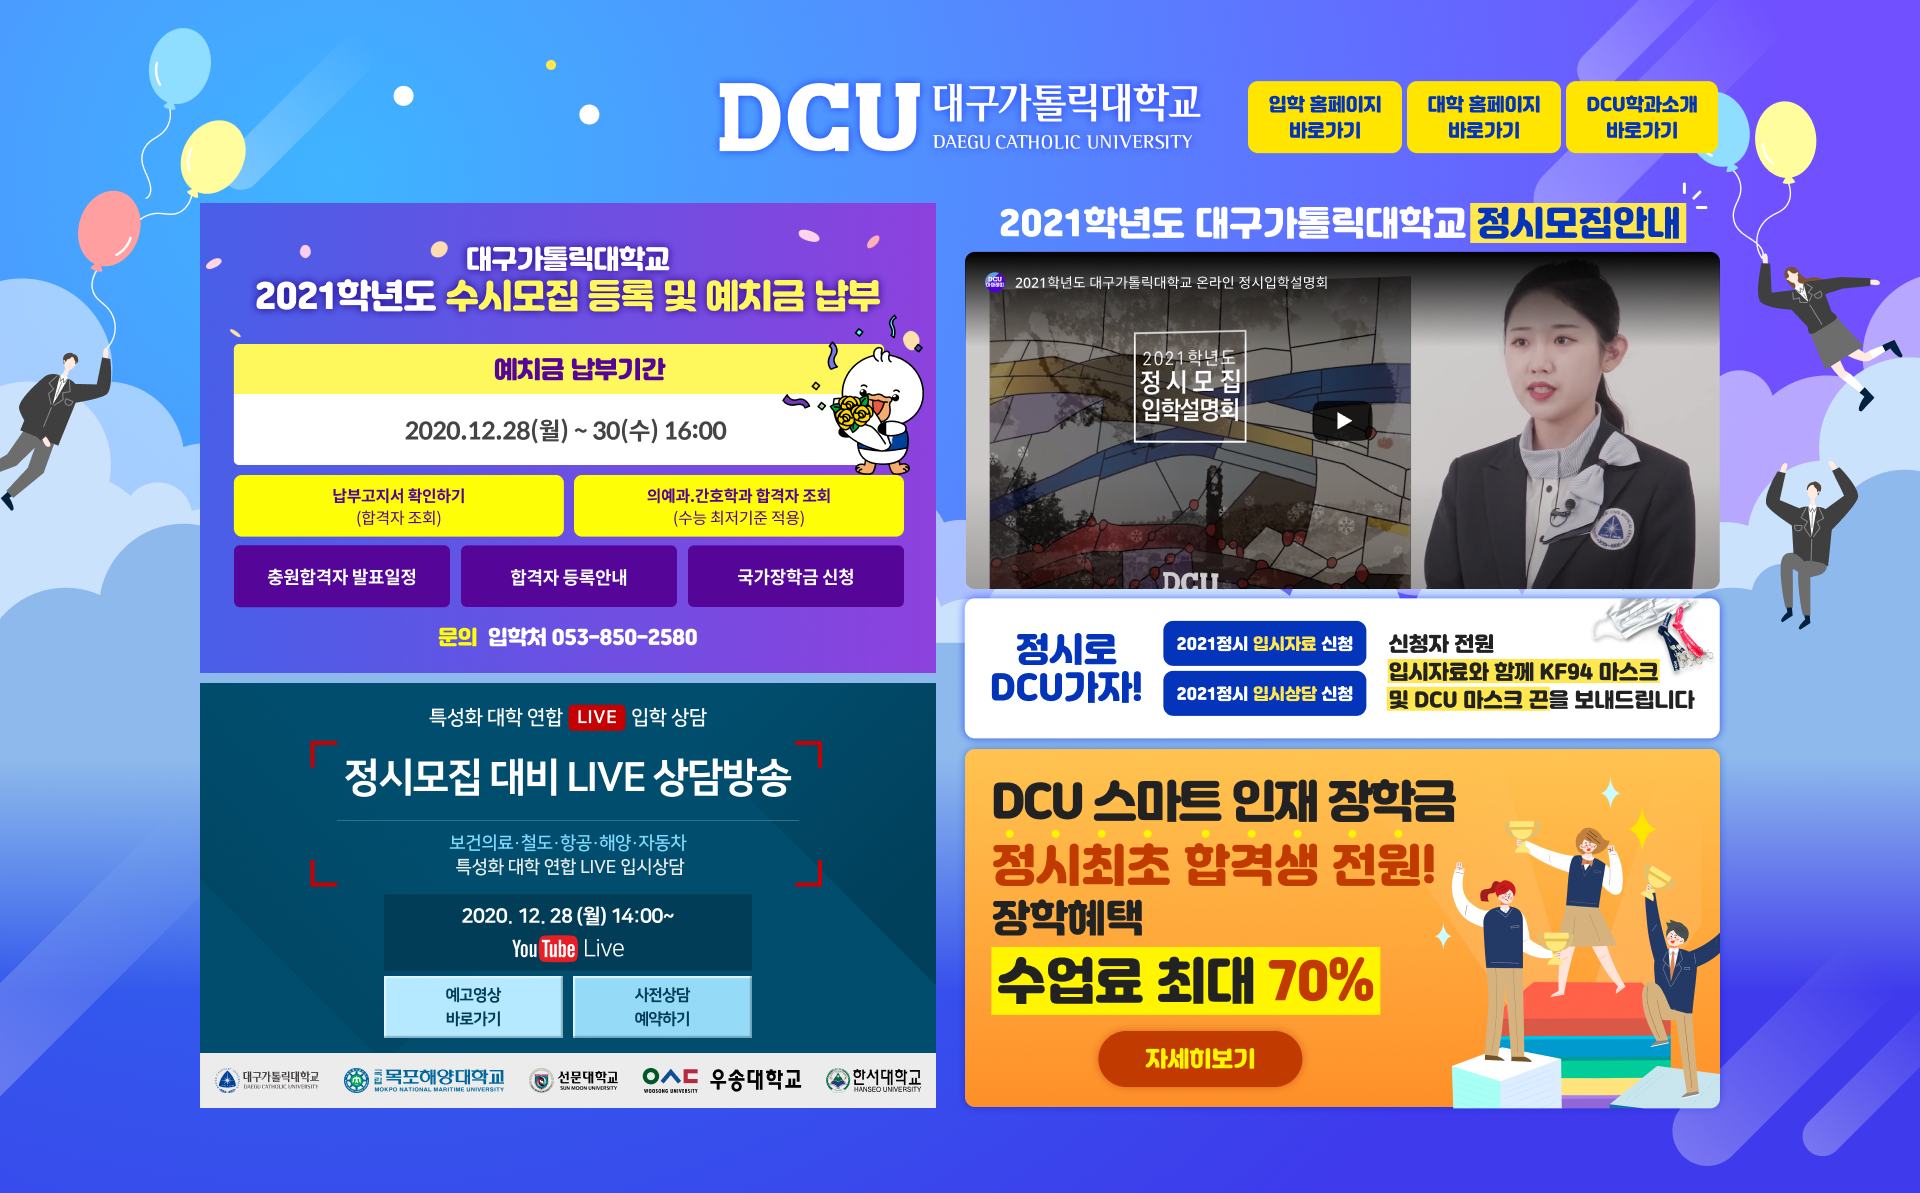 DCU 대구가톨릭대학교
DAEGU CATHOLIC UNIVERSITY
입학 홈페이지
바로가기
대학 홈페이지
바로가기
DCU학과소개
바로가기
대구가톨릭대학교
2021학년도 수시모집 등록 및 예치금 납부
예치금 납부기간
2020.12.28(월) ~ 30(수) 16:00
납부고지서 확인하기
(합격자 조회)
의예과.간호학과 합격자 조회
(수능 최저기준 적용)
충원합격자 발표일정
합격자 등록안내
국가장학금 신청
문의 입학처 053-850-2580
특성화 대학 연합 LIVE 입학 상담
정시모집 대비 LIVE 상담방송
보건의료·철도·항공·해양·자동차
특성화 대학 연합 LIVE 입시상담
2020. 12. 28 (월) 14:00~
YouTube Live
예고영상
바로가기
사전상담
예약하기
대구가톨릭대학교
DAEGU CATHOLIC UNIVERSITY
국립 목포해양대학교
MOKPO NATIONAL MARITIME UNIVERSITY
선문대학교
SUN MOON UNIVERSITY
WOOSONG UNIVERSITY
우송대학교
한서대학교
HANSEO UNIVERSITY
2021학년도 대구가톨릭대학교 정시모집안내
2021학년도 대구가톨릭대학교 온라인 정시입학설명회
2021학년도
정시모집
입학설명회
DCU
정시로
DCU가자!
2021정시 입시자료 신청
2021정시 입시상담 신청
신청자 전원
입시자료와 함께 KF94 마스크
및 DCU 마스크 끈을 보내드립니다
DCU 스마트 인재 장학금
정시최초 합격생 전원!
장학혜택
수업료 최대 70%
자세히보기